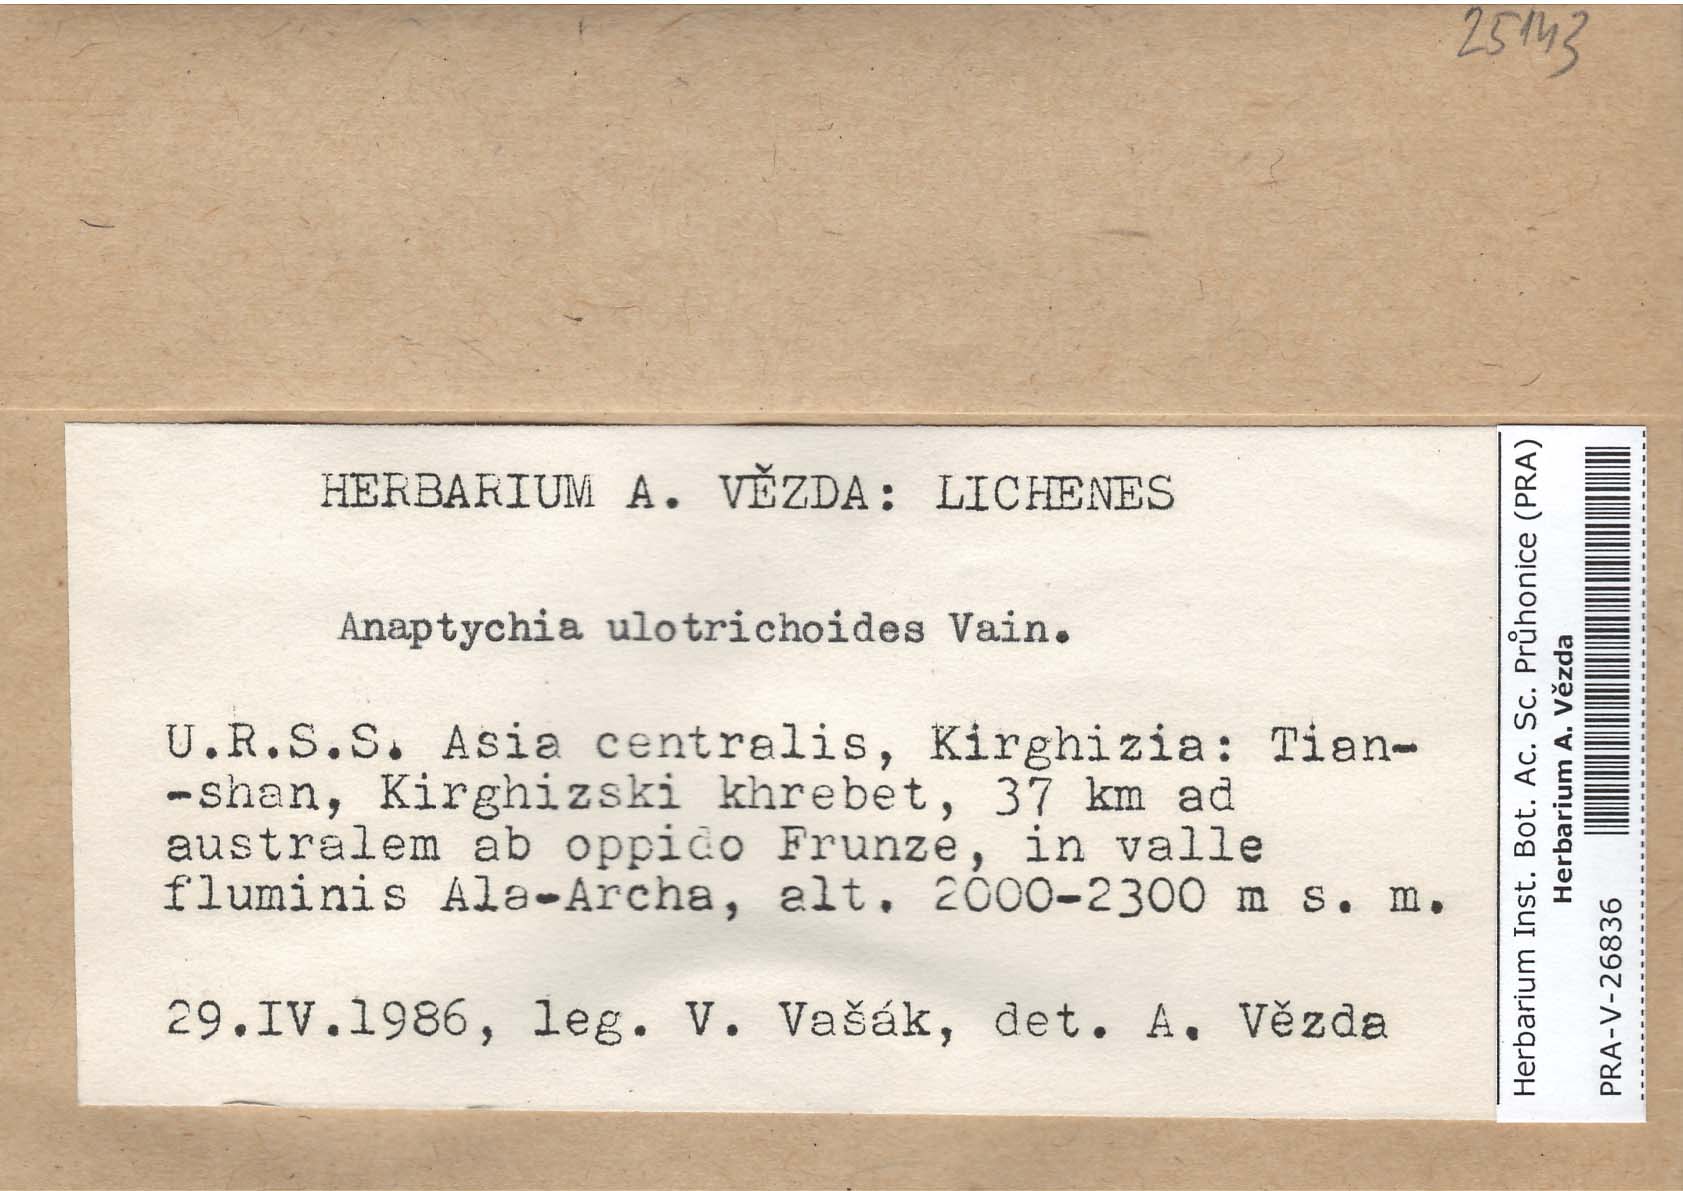 25143
HERBARIUM A. VĚZDA: LICHENES
Anaptychia ulotrichoides Vain.
U.R.S.S. Asia centralis, Kirghizia: Tian-
-shan, Kirghizski khrebet, 37 km ad
australem ab oppido Frunze, in valle
fluminis Ala-Archa, alt. 2000-2300 m s. m.
29.IV.1986, leg. V. Vašák, det. A. Vězda
Herbarium Inst. Bot. Ac. Sc. Průhonice (PRA)
Herbarium A. Vězda
PRA-V-26836